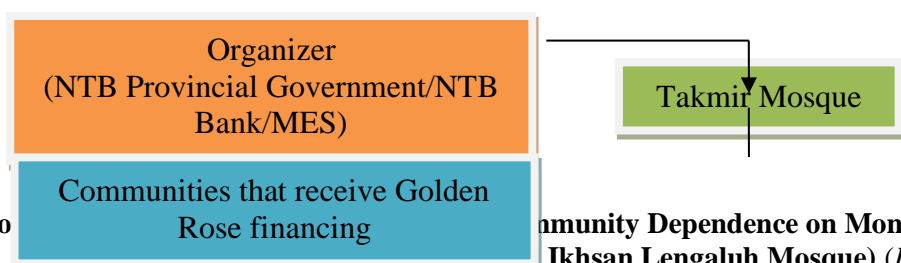 Organizer
(NTB Provincial Government/NTB
Bank/MES)
Takmir Mosque
Communities that receive Golden
Rose financing
Dependence on Mon
Ikhsan Lengaluh Mosque) (